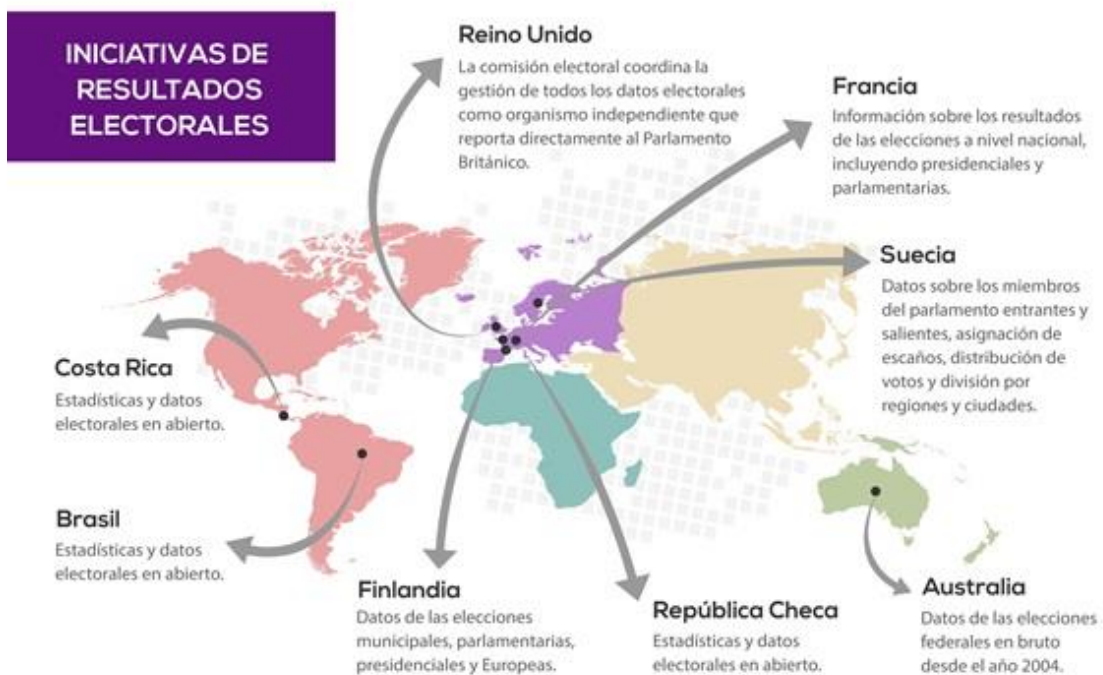 INICIATIVAS DE
RESULTADOS
ELECTORALES
Reino Unido
La comisión electoral coordina la
gestión de todos los datos electorales
como organismo independiente que
reporta directamente al Parlamento
Británico.
Francia
Información sobre los resultados
de las elecciones a nivel nacional,
incluyendo presidenciales y
parlamentarias.
Suecia
Datos sobre los miembros
del parlamento entrantes y
salientes, asignación de
escaños, distribución de
votos y división por
regiones y ciudades.
Costa Rica
Estadísticas y datos
electorales en abierto.
Brasil
Estadísticas y datos
electorales en abierto.
Finlandia
Datos de las elecciones
municipales, parlamentarias,
presidenciales y Europeas.
República Checa
Estadísticas y datos
electorales en abierto.
Australia
Datos de las elecciones
federales en bruto
desde el año 2004.